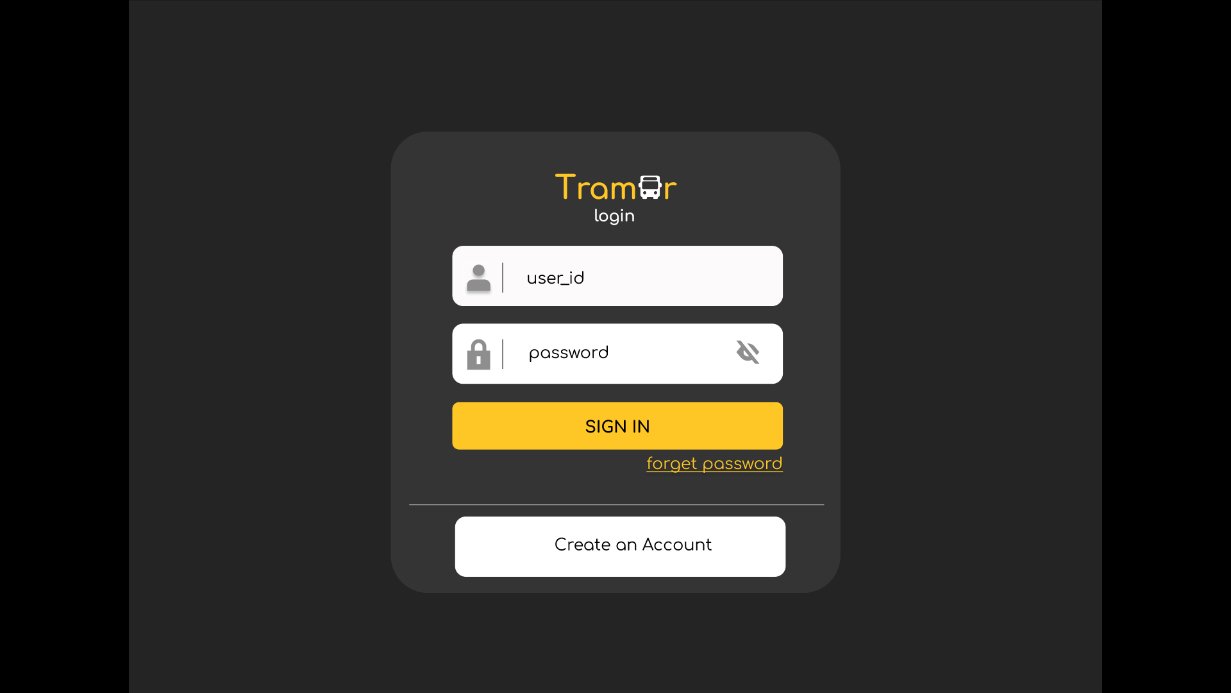 Tram r
login
user_id
password
SIGN IN
forget password
Create an Account